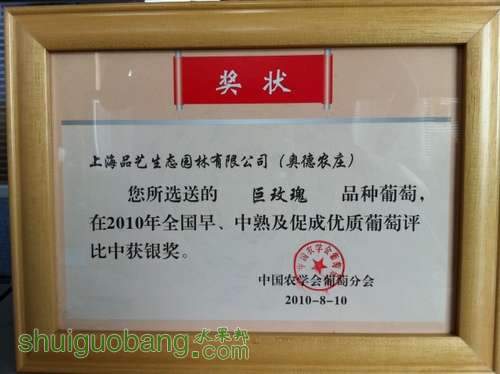 奖状
上海品艺生态园林有限公司（奥德农庄）
您所选送的 巨玫瑰 品种葡萄，
在2010年全国早、中熟及促成优质葡萄评
比中获银奖。
中国农学会葡萄分会
2010-8-10
水果邦
shuiguobang.com